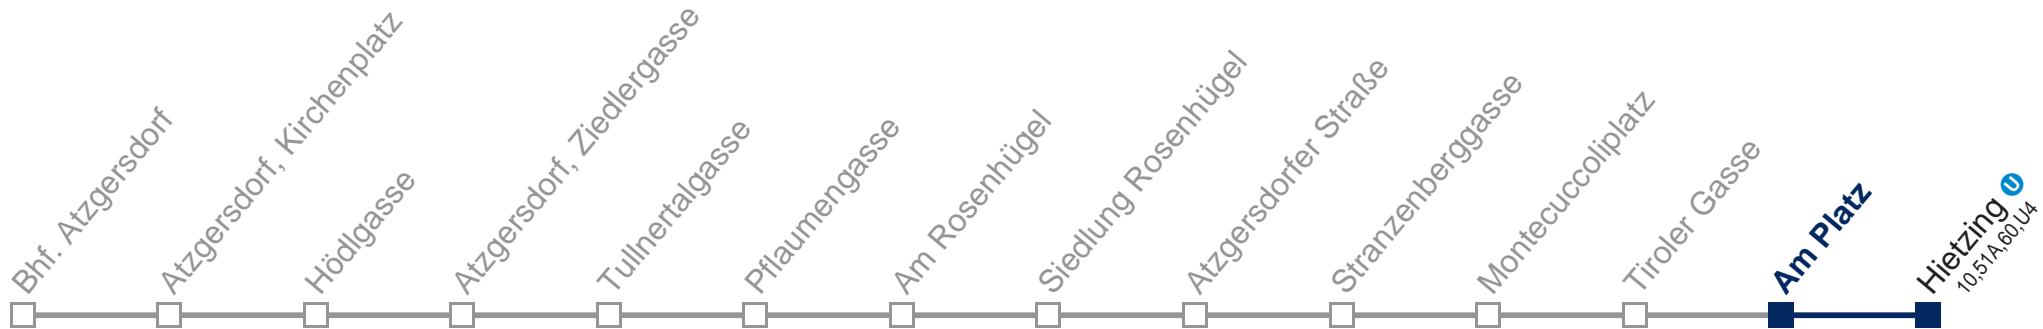 Bhf. Atzgersdorf
Atzgersdorf, Kirchenplatz
Hödlgasse
Atzgersdorf, Ziedlergasse
Tullnertalgasse
Pflaumengasse
Am Rosenhügel
Siedlung Rosenhügel
Atzgersdorfer Straße
Stranzenberggasse
Montecuccoliplatz
Tiroler Gasse
Am Platz
Hietzing U
10,51A,60,U4